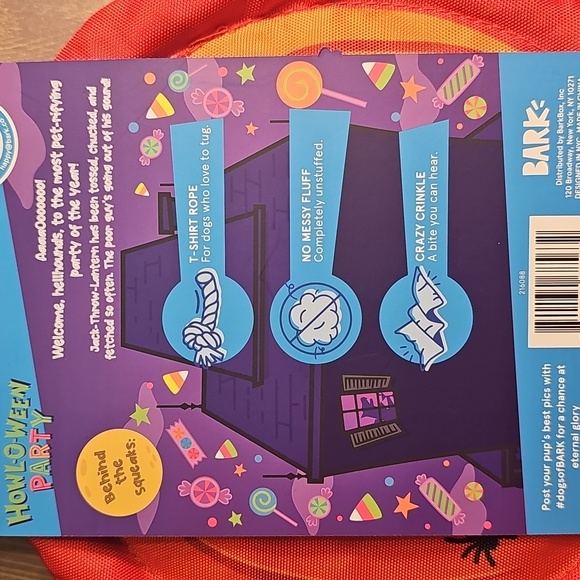 happy@bark.co
HOWL-O-WEEN
PARTY
AaaaOooooooo!
Welcome, hellhounds, to the most pet-rifying
party of the year!
Jack-Throw-Lantern has been tossed, chucked, and
fetched so often. The poor guy's going out of his gourd!
Behind
the
Squeaks:
T-SHIRT ROPE
For dogs who love to tug.
NO MESSY FLUFF
Completely unstuffed.
CRAZY CRINKLE
A bite you can hear.
BARK
Distributed by BarkBox, Inc
120 Broadway, New York, NY 10271
216088
Post your pup's best pics with
#dogsofBARK for a chance at
eternal glory